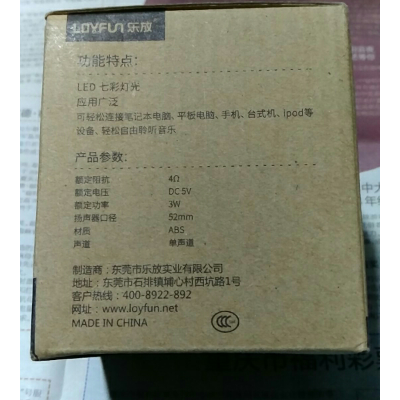 LOYFUN 乐放
功能特点:
LED 七彩灯光
应用广泛
可轻松连接笔记本电脑、平板电脑、手机、台式机、ipod等
设备、轻松自由聆听音乐
产品参数:
额定阻抗 4Ω
额定电压 DC 5V
额定功率 3W
扬声器口径 52mm
材质 ABS
声道 单声道
制造商:东莞市乐放实业有限公司
地址:东莞市石排镇埔心村西坑路1号
客户热线:400-8922-892
网址:www.loyfun.net
MADE IN CHINA
CCC